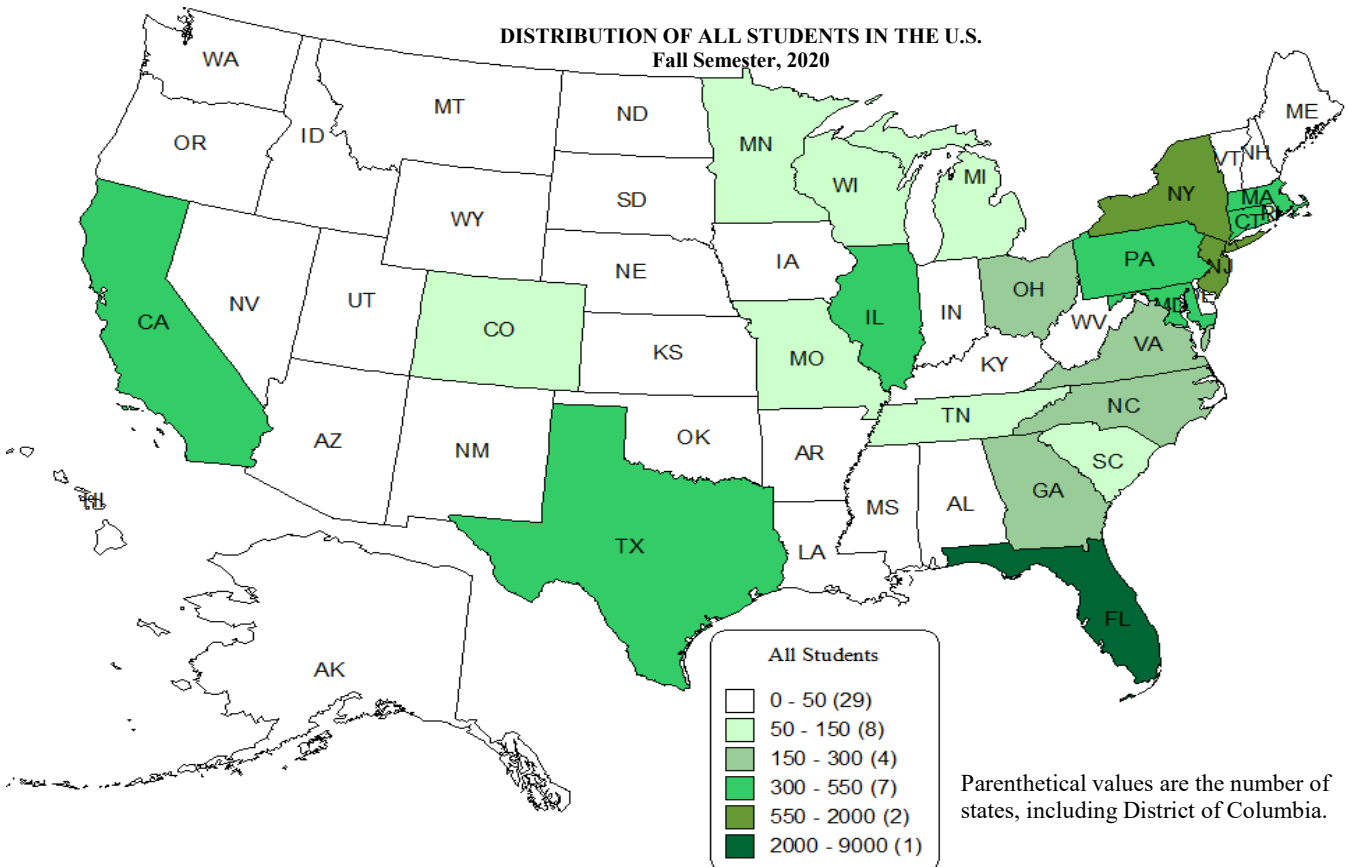 DISTRIBUTION OF ALL STUDENTS IN THE U.S.
Fall Semester, 2020
WA
MT
ND
MN
ME
OR
ID
VT
NH
WI
MI
NY
SD
WY
MA
CT
RI
NE
IA
PA
NJ
NV
UT
CO
IL
IN
OH
MD
WV
VA
CA
KS
MO
KY
NC
TN
AZ
NM
OK
AR
SC
GA
MS
AL
HI
TX
LA
FL
AK
All Students
0 - 50 (29)
50 - 150 (8)
150 - 300 (4)
300 - 550 (7)
550 - 2000 (2)
2000 - 9000 (1)
Parenthetical values are the number of
states, including District of Columbia.